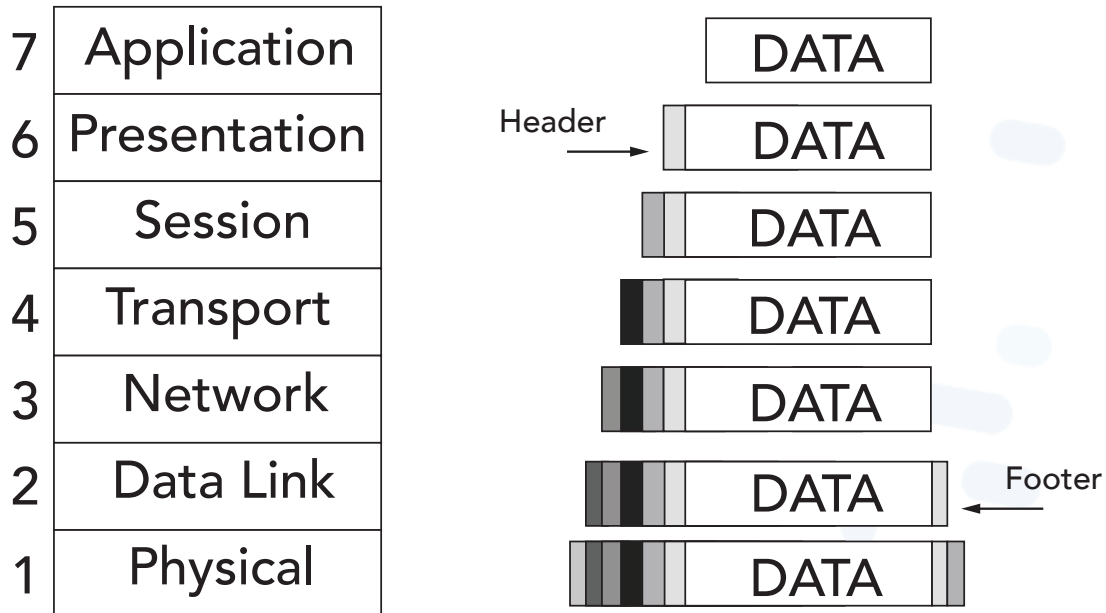 7 Application DATA
6 Presentation Header DATA
5 Session DATA
4 Transport DATA
3 Network DATA
2 Data Link DATA Footer
1 Physical DATA